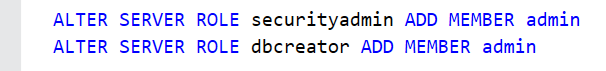 ALTER SERVER ROLE securityadmin ADD MEMBER admin
ALTER SERVER ROLE dbcreator ADD MEMBER admin